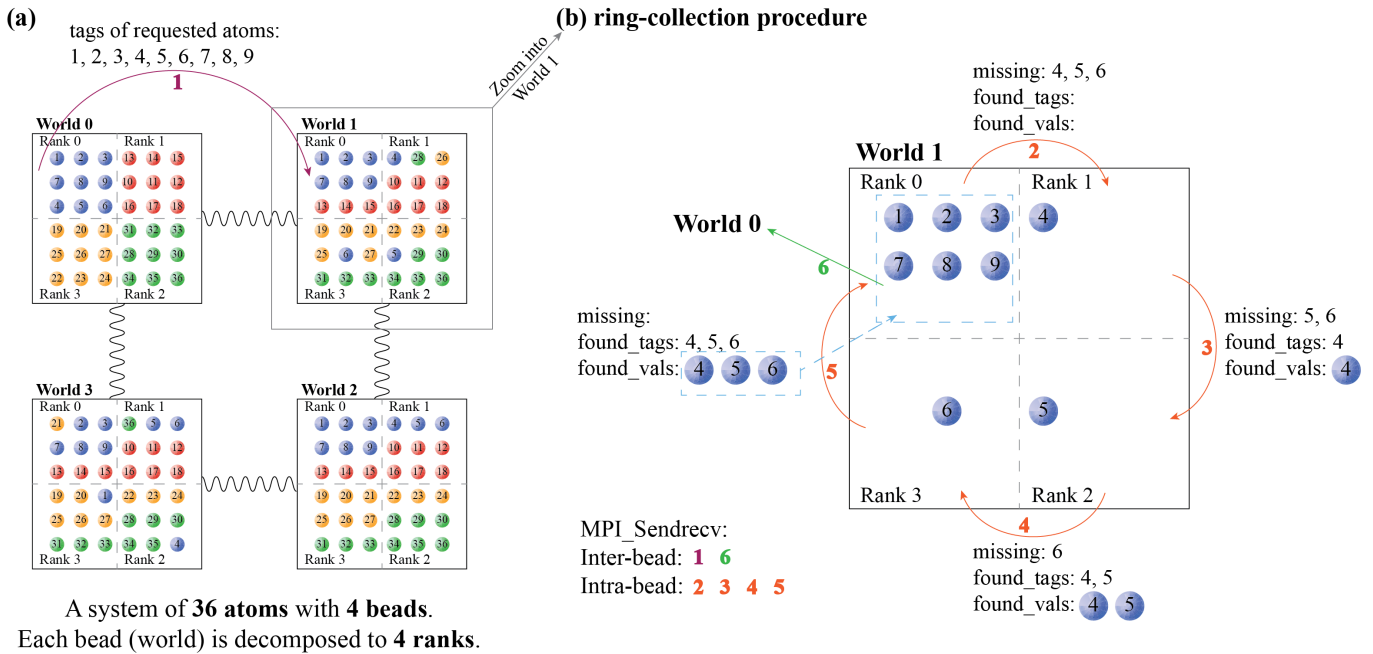 (a)
tags of requested atoms:
1, 2, 3, 4, 5, 6, 7, 8, 9
1
Zoom into
World 1
World 0
Rank 0 Rank 1
1 2 3 13 14 15
7 8 9 10 11 12
4 5 6 16 17 18
19 20 21 31 32 33
25 26 27 28 29 30
22 23 24 34 35 36
Rank 3 Rank 2
World 1
Rank 0 Rank 1
1 2 3 4 28 26
7 8 9 10 11 12
13 14 15 16 17 18
19 20 21 22 23 24
25 6 27 5 29 30
31 32 33 34 35 36
Rank 3 Rank 2
World 3
Rank 0 Rank 1
21 2 3 36 5 6
7 8 9 10 11 12
13 14 15 16 17 18
19 20 1 22 23 24
25 26 27 28 29 30
31 32 33 34 35 4
Rank 3 Rank 2
World 2
Rank 0 Rank 1
1 2 3 4 5 6
7 8 9 10 11 12
13 14 15 16 17 18
19 20 21 22 23 24
25 26 27 28 29 30
31 32 33 34 35 36
Rank 3 Rank 2
A system of 36 atoms with 4 beads.
Each bead (world) is decomposed to 4 ranks.
(b) ring-collection procedure
missing: 4, 5, 6
found_tags:
found_vals:
2
World 1
Rank 0 Rank 1
1 2 3 4
7 8 9
World 0
6
missing:
found_tags: 4, 5, 6
found_vals: 4 5 6
5
missing: 5, 6
found_tags: 4
found_vals: 4
3
6 5
Rank 3 Rank 2
4
missing: 6
found_tags: 4, 5
found_vals: 4 5
MPI_Sendrecv:
Inter-bead: 1 6
Intra-bead: 2 3 4 5